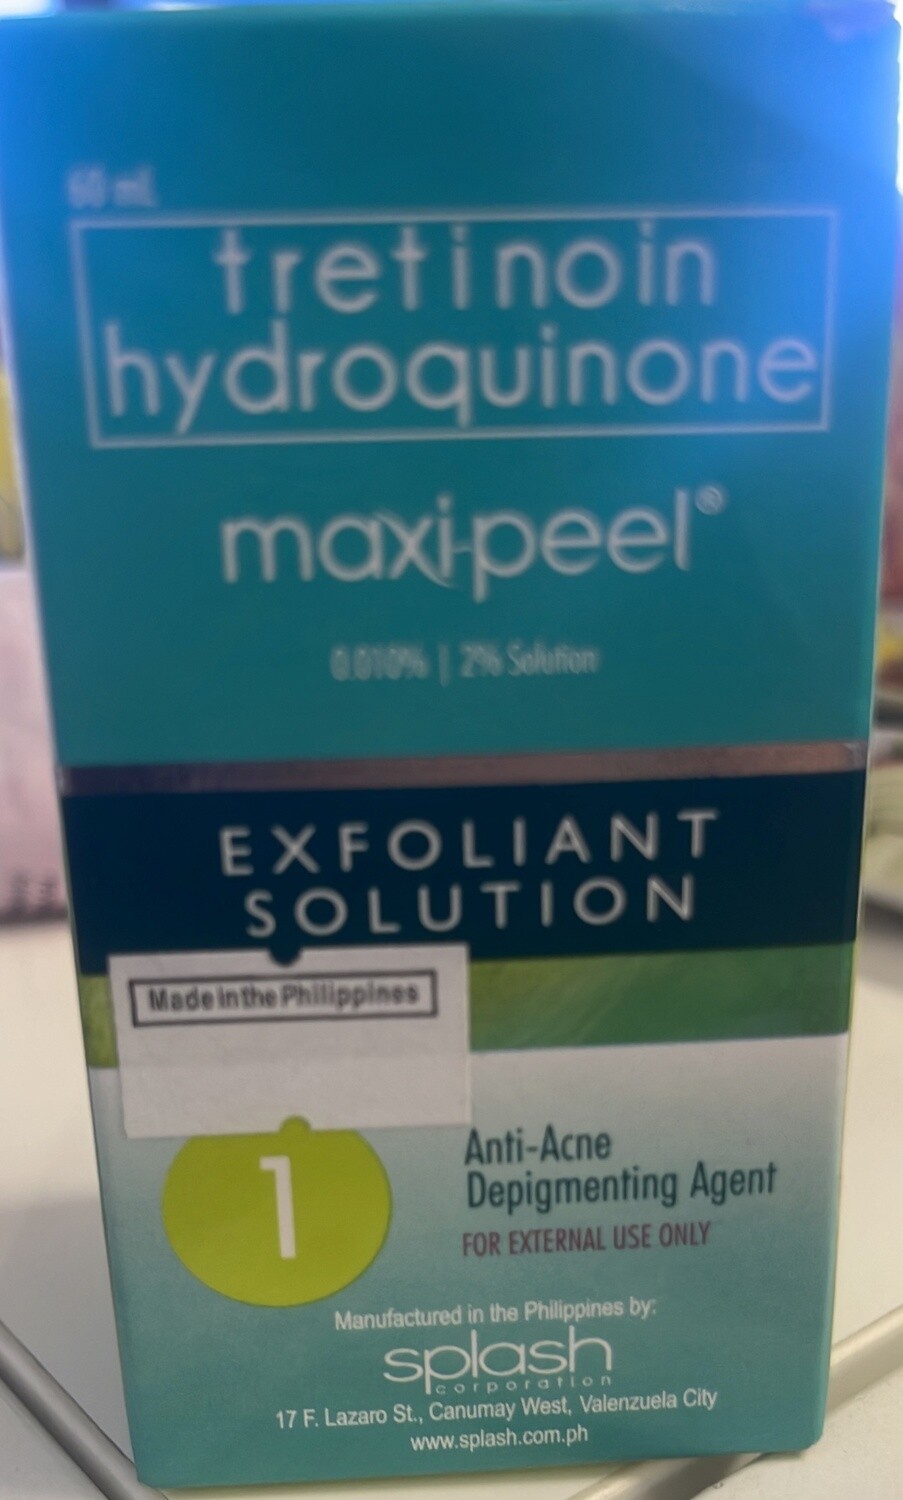 60 mL
tretinoin
hydroquinone
maxi-peel®
0.010% | 2% Solution
EXFOLIANT
SOLUTION
Made in the Philippines
1
Anti-Acne
Depigmenting Agent
FOR EXTERNAL USE ONLY
Manufactured in the Philippines by:
splash
corporation
17 F. Lazaro St., Canumay West, Valenzuela City
www.splash.com.ph